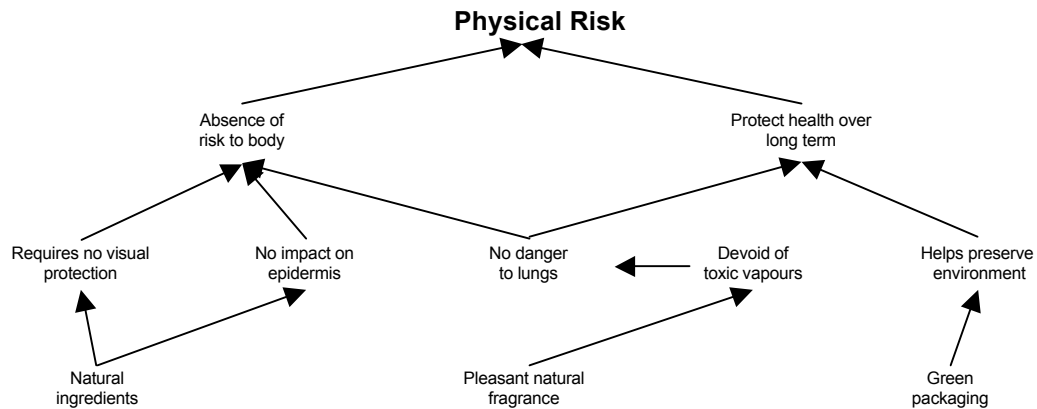 Physical Risk
Absence of
risk to body
Protect health over
long term
Requires no visual
protection
No impact on
epidermis
No danger
to lungs
Devoid of
toxic vapours
Helps preserve
environment
Natural
ingredients
Pleasant natural
fragrance
Green
packaging